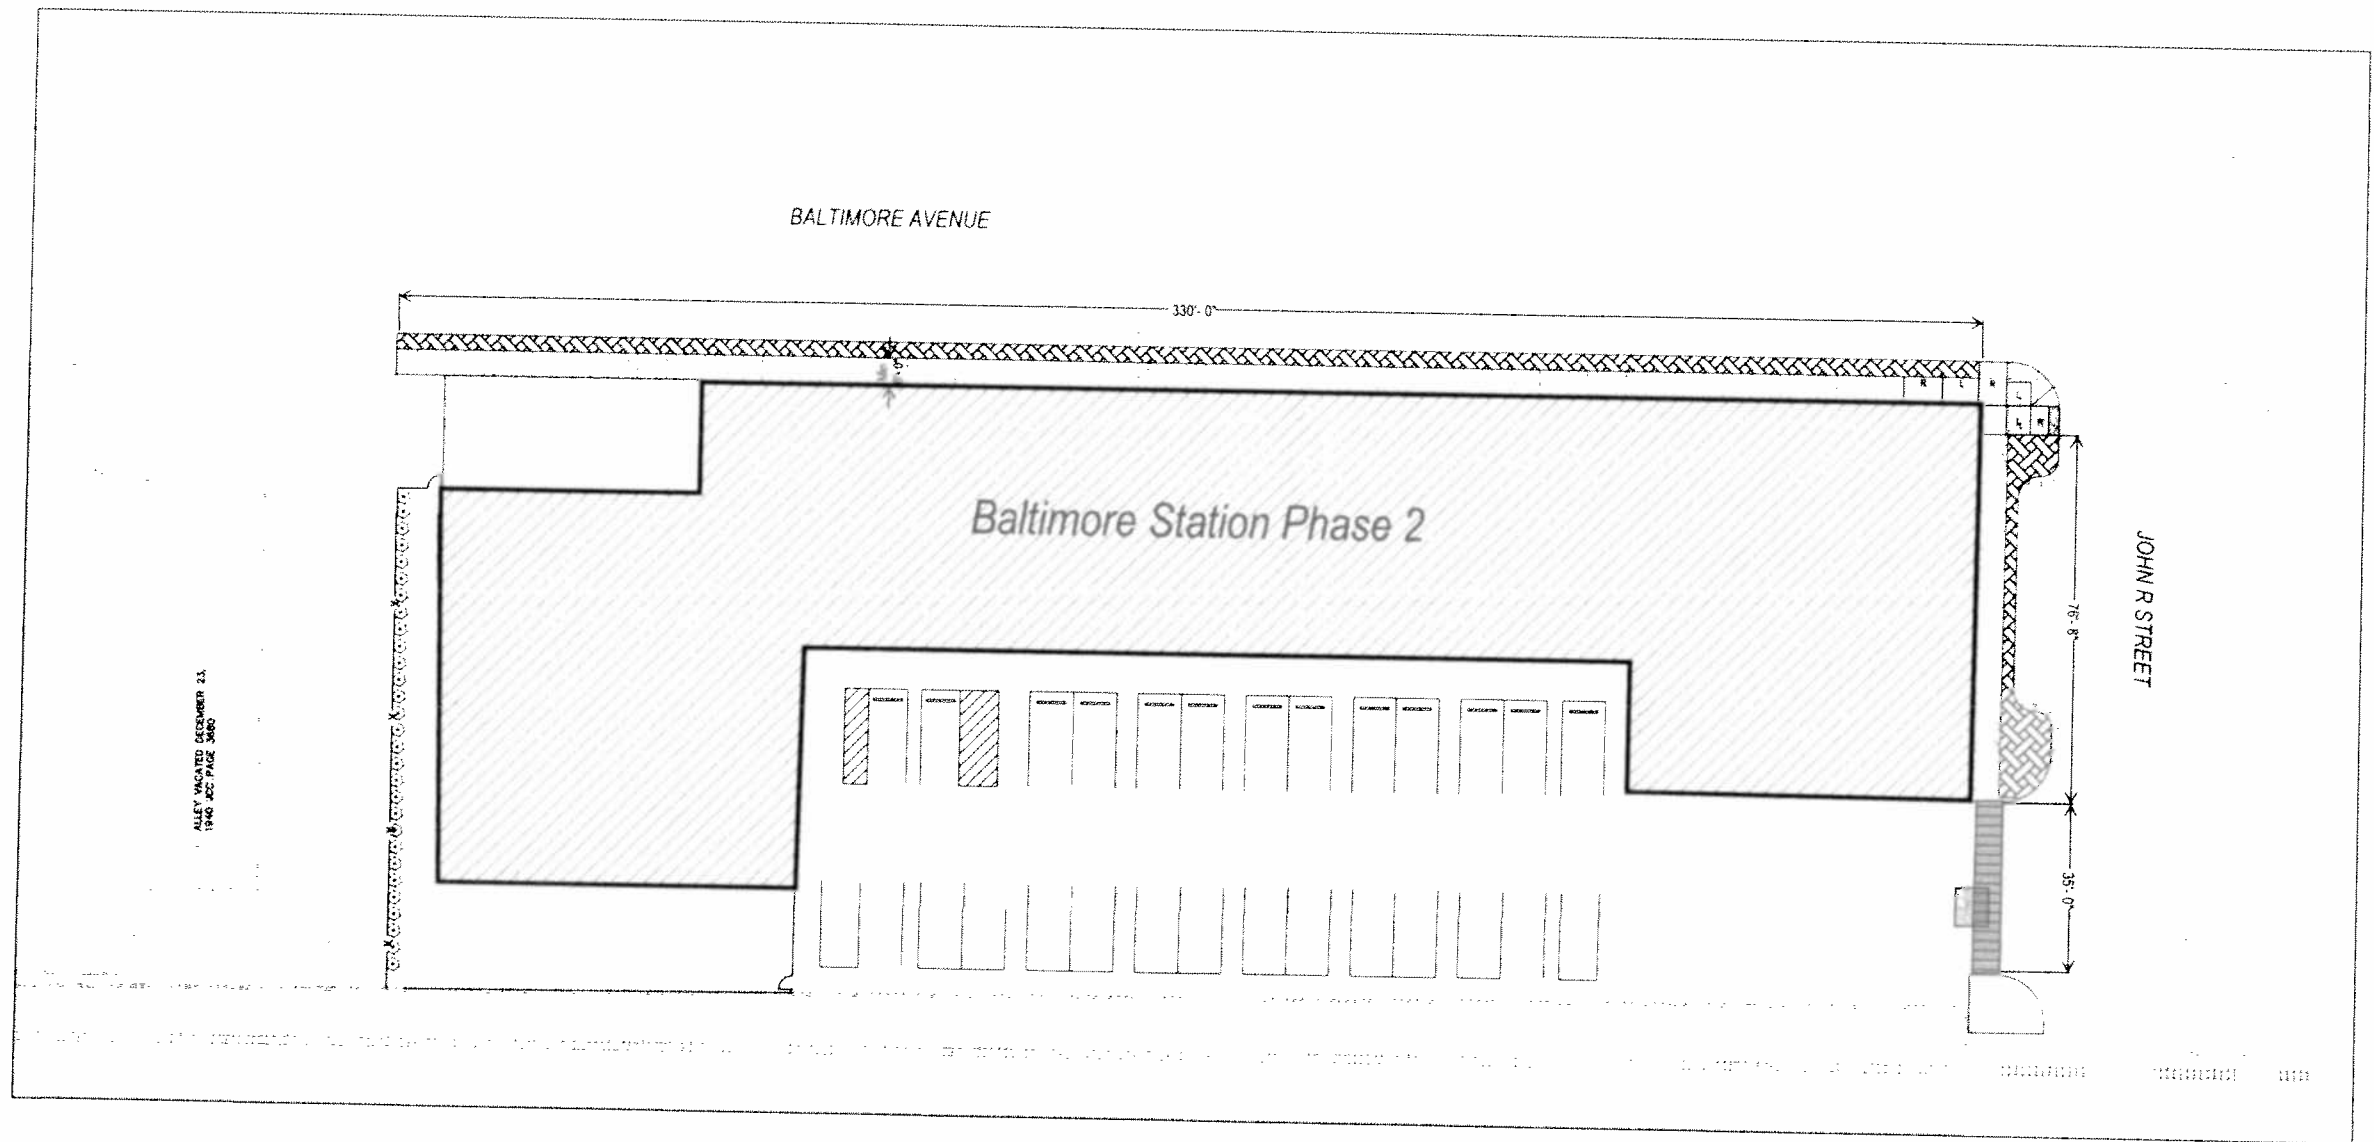 BALTIMORE AVENUE
330'- 0"
R L R
L
L R
Baltimore Station Phase 2
JOHN R STREET
76'- 8"
35'- 0"
ALLEY VACATED DECEMBER 23,
1940 JCC PAGE 3680